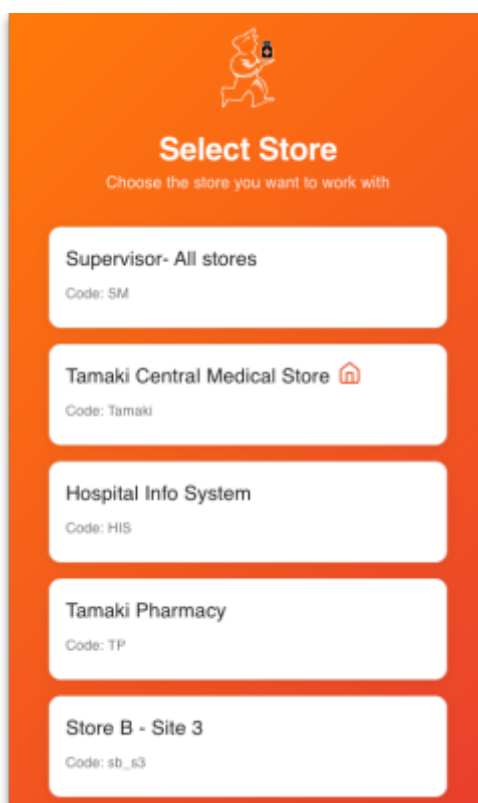 Select Store
Choose the store you want to work with
Supervisor- All stores
Code: SM
Tamaki Central Medical Store
Code: Tamaki
Hospital Info System
Code: HIS
Tamaki Pharmacy
Code: TP
Store B - Site 3
Code: sb_s3